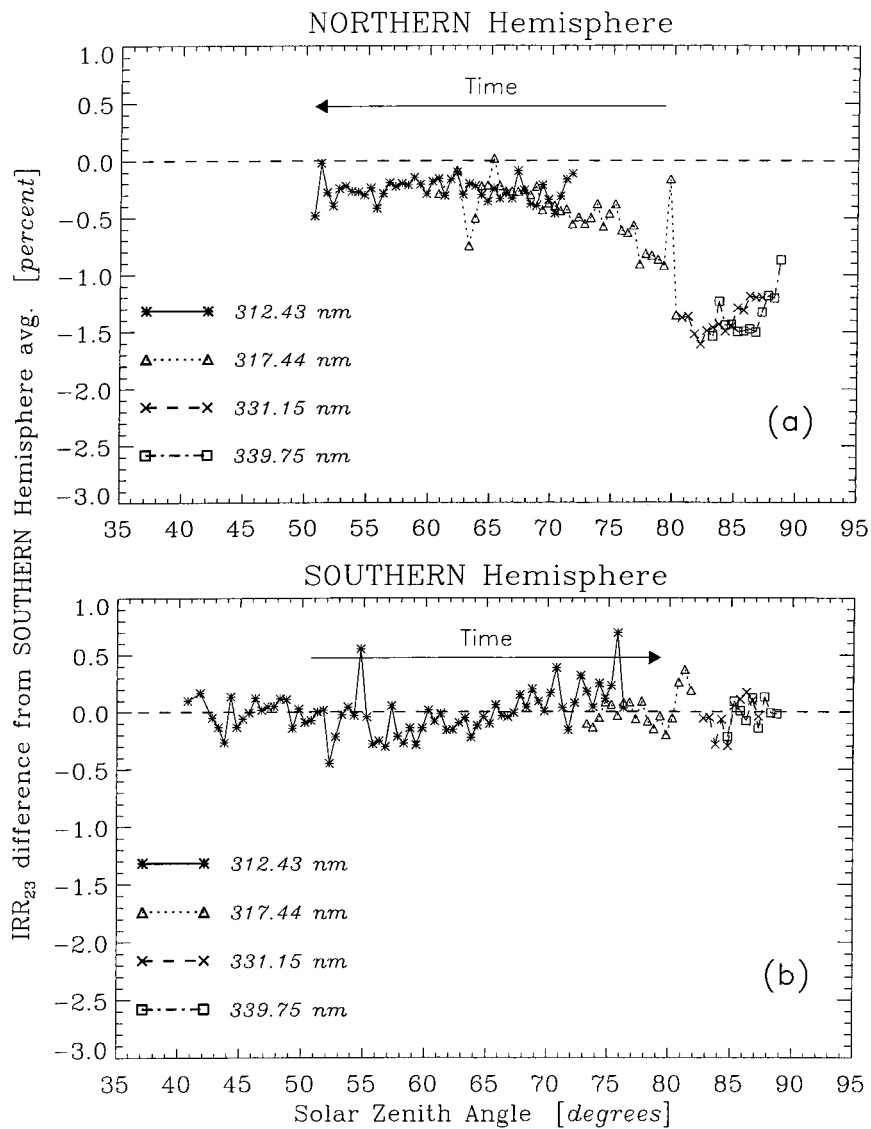 NORTHERN Hemisphere
1.0
0.5
0.0
−0.5
−1.0
−1.5
−2.0
−2.5
−3.0
Time
312.43 nm
317.44 nm
331.15 nm
339.75 nm
(a)
35 40 45 50 55 60 65 70 75 80 85 90 95
IRR23 difference from SOUTHERN Hemisphere avg. [percent]
SOUTHERN Hemisphere
1.0
0.5
0.0
−0.5
−1.0
−1.5
−2.0
−2.5
−3.0
Time
312.43 nm
317.44 nm
331.15 nm
339.75 nm
(b)
35 40 45 50 55 60 65 70 75 80 85 90 95
Solar Zenith Angle [degrees]